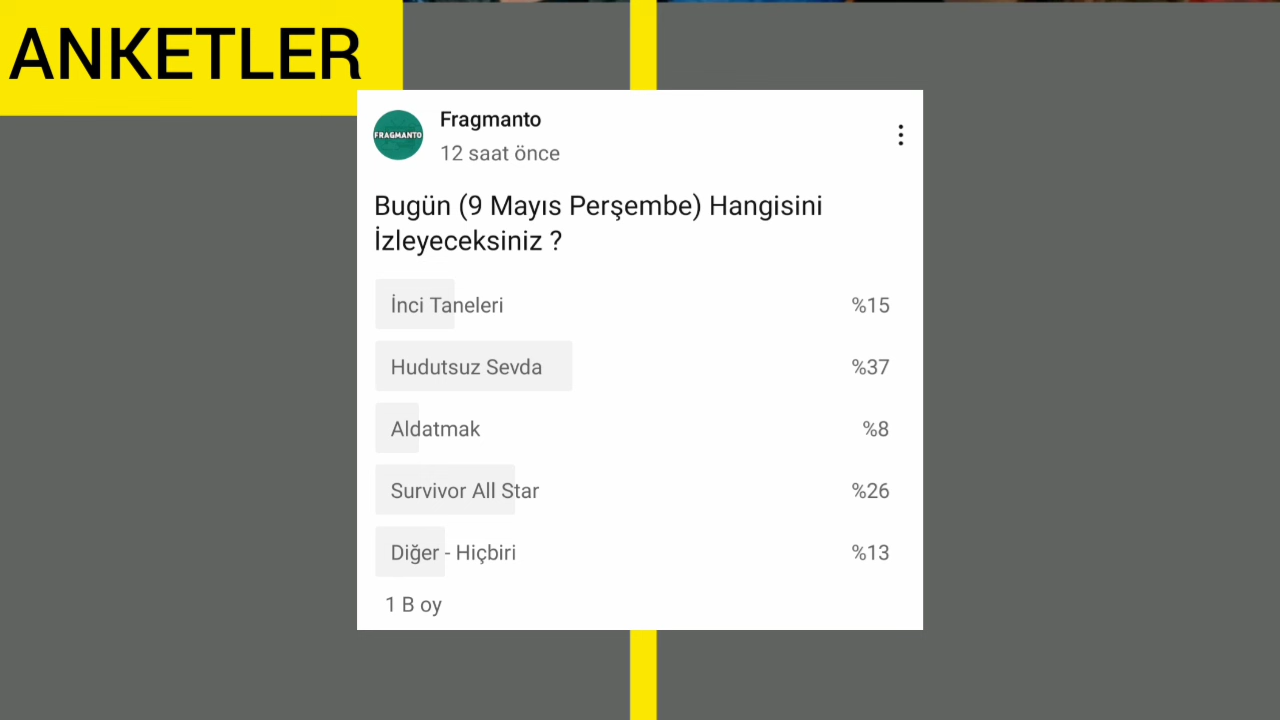 ANKETLER
FRAGMANTO
Fragmanto
12 saat önce
Bugün (9 Mayıs Perşembe) Hangisini
İzleyeceksiniz ?
İnci Taneleri %15
Hudutsuz Sevda %37
Aldatmak %8
Survivor All Star %26
Diğer - Hiçbiri %13
1 B oy